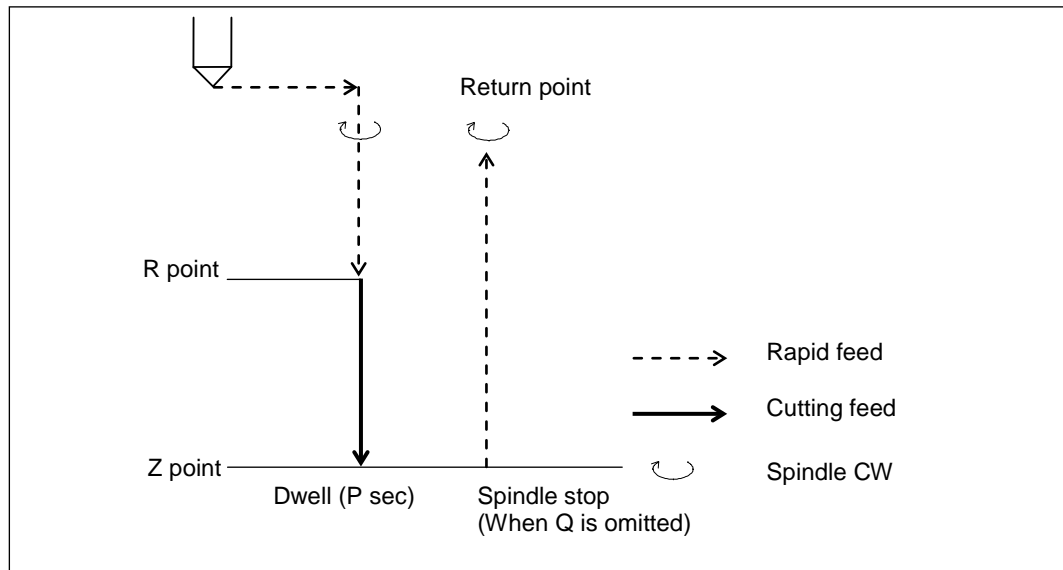 Return point
R point
Rapid feed
Cutting feed
Z point
Spindle CW
Dwell (P sec)
Spindle stop
(When Q is omitted)